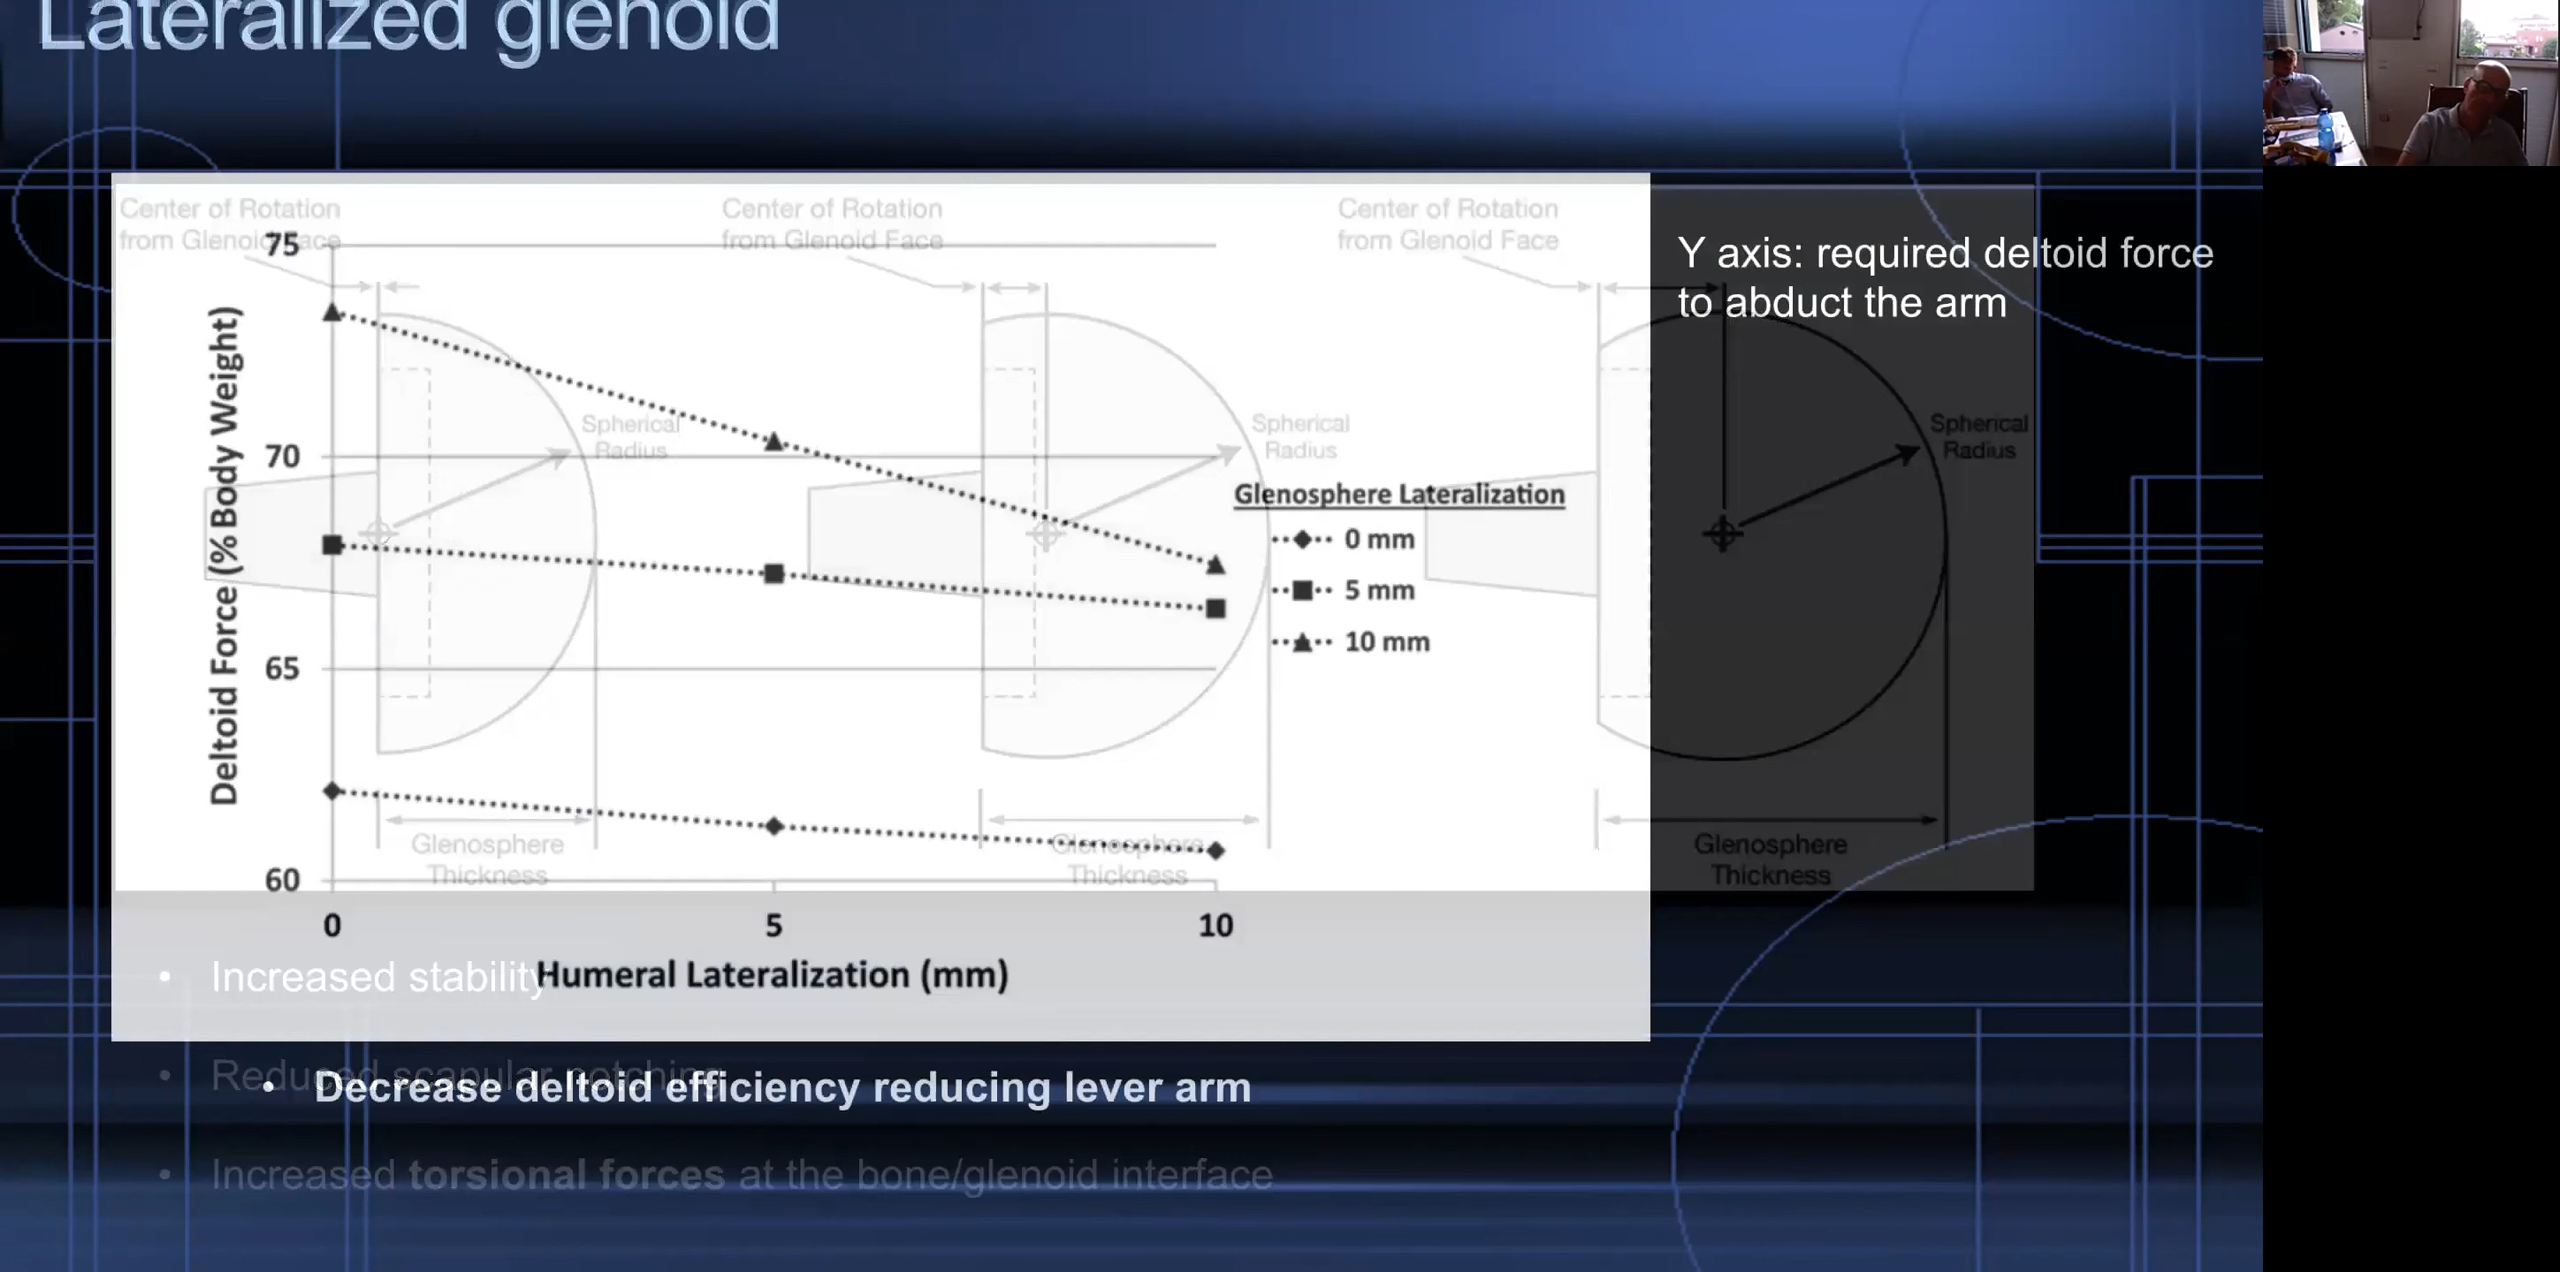 Lateralized glenoid
Center of Rotation
from Glenoid Face
Center of Rotation
from Glenoid Face
Center of Rotation
from Glenoid Face
Y axis: required deltoid force
to abduct the arm
75
70
65
60
Deltoid Force (% Body Weight)
Spherical
Radius
Spherical
Radius
Spherical
Radius
Glenosphere Lateralization
0 mm
5 mm
10 mm
Glenosphere
Thickness
Glenosphere
Thickness
Glenosphere
Thickness
0 5 10
Humeral Lateralization (mm)
• Increased stability
• Reduced scapular notching
• Decrease deltoid efficiency reducing lever arm
• Increased torsional forces at the bone/glenoid interface